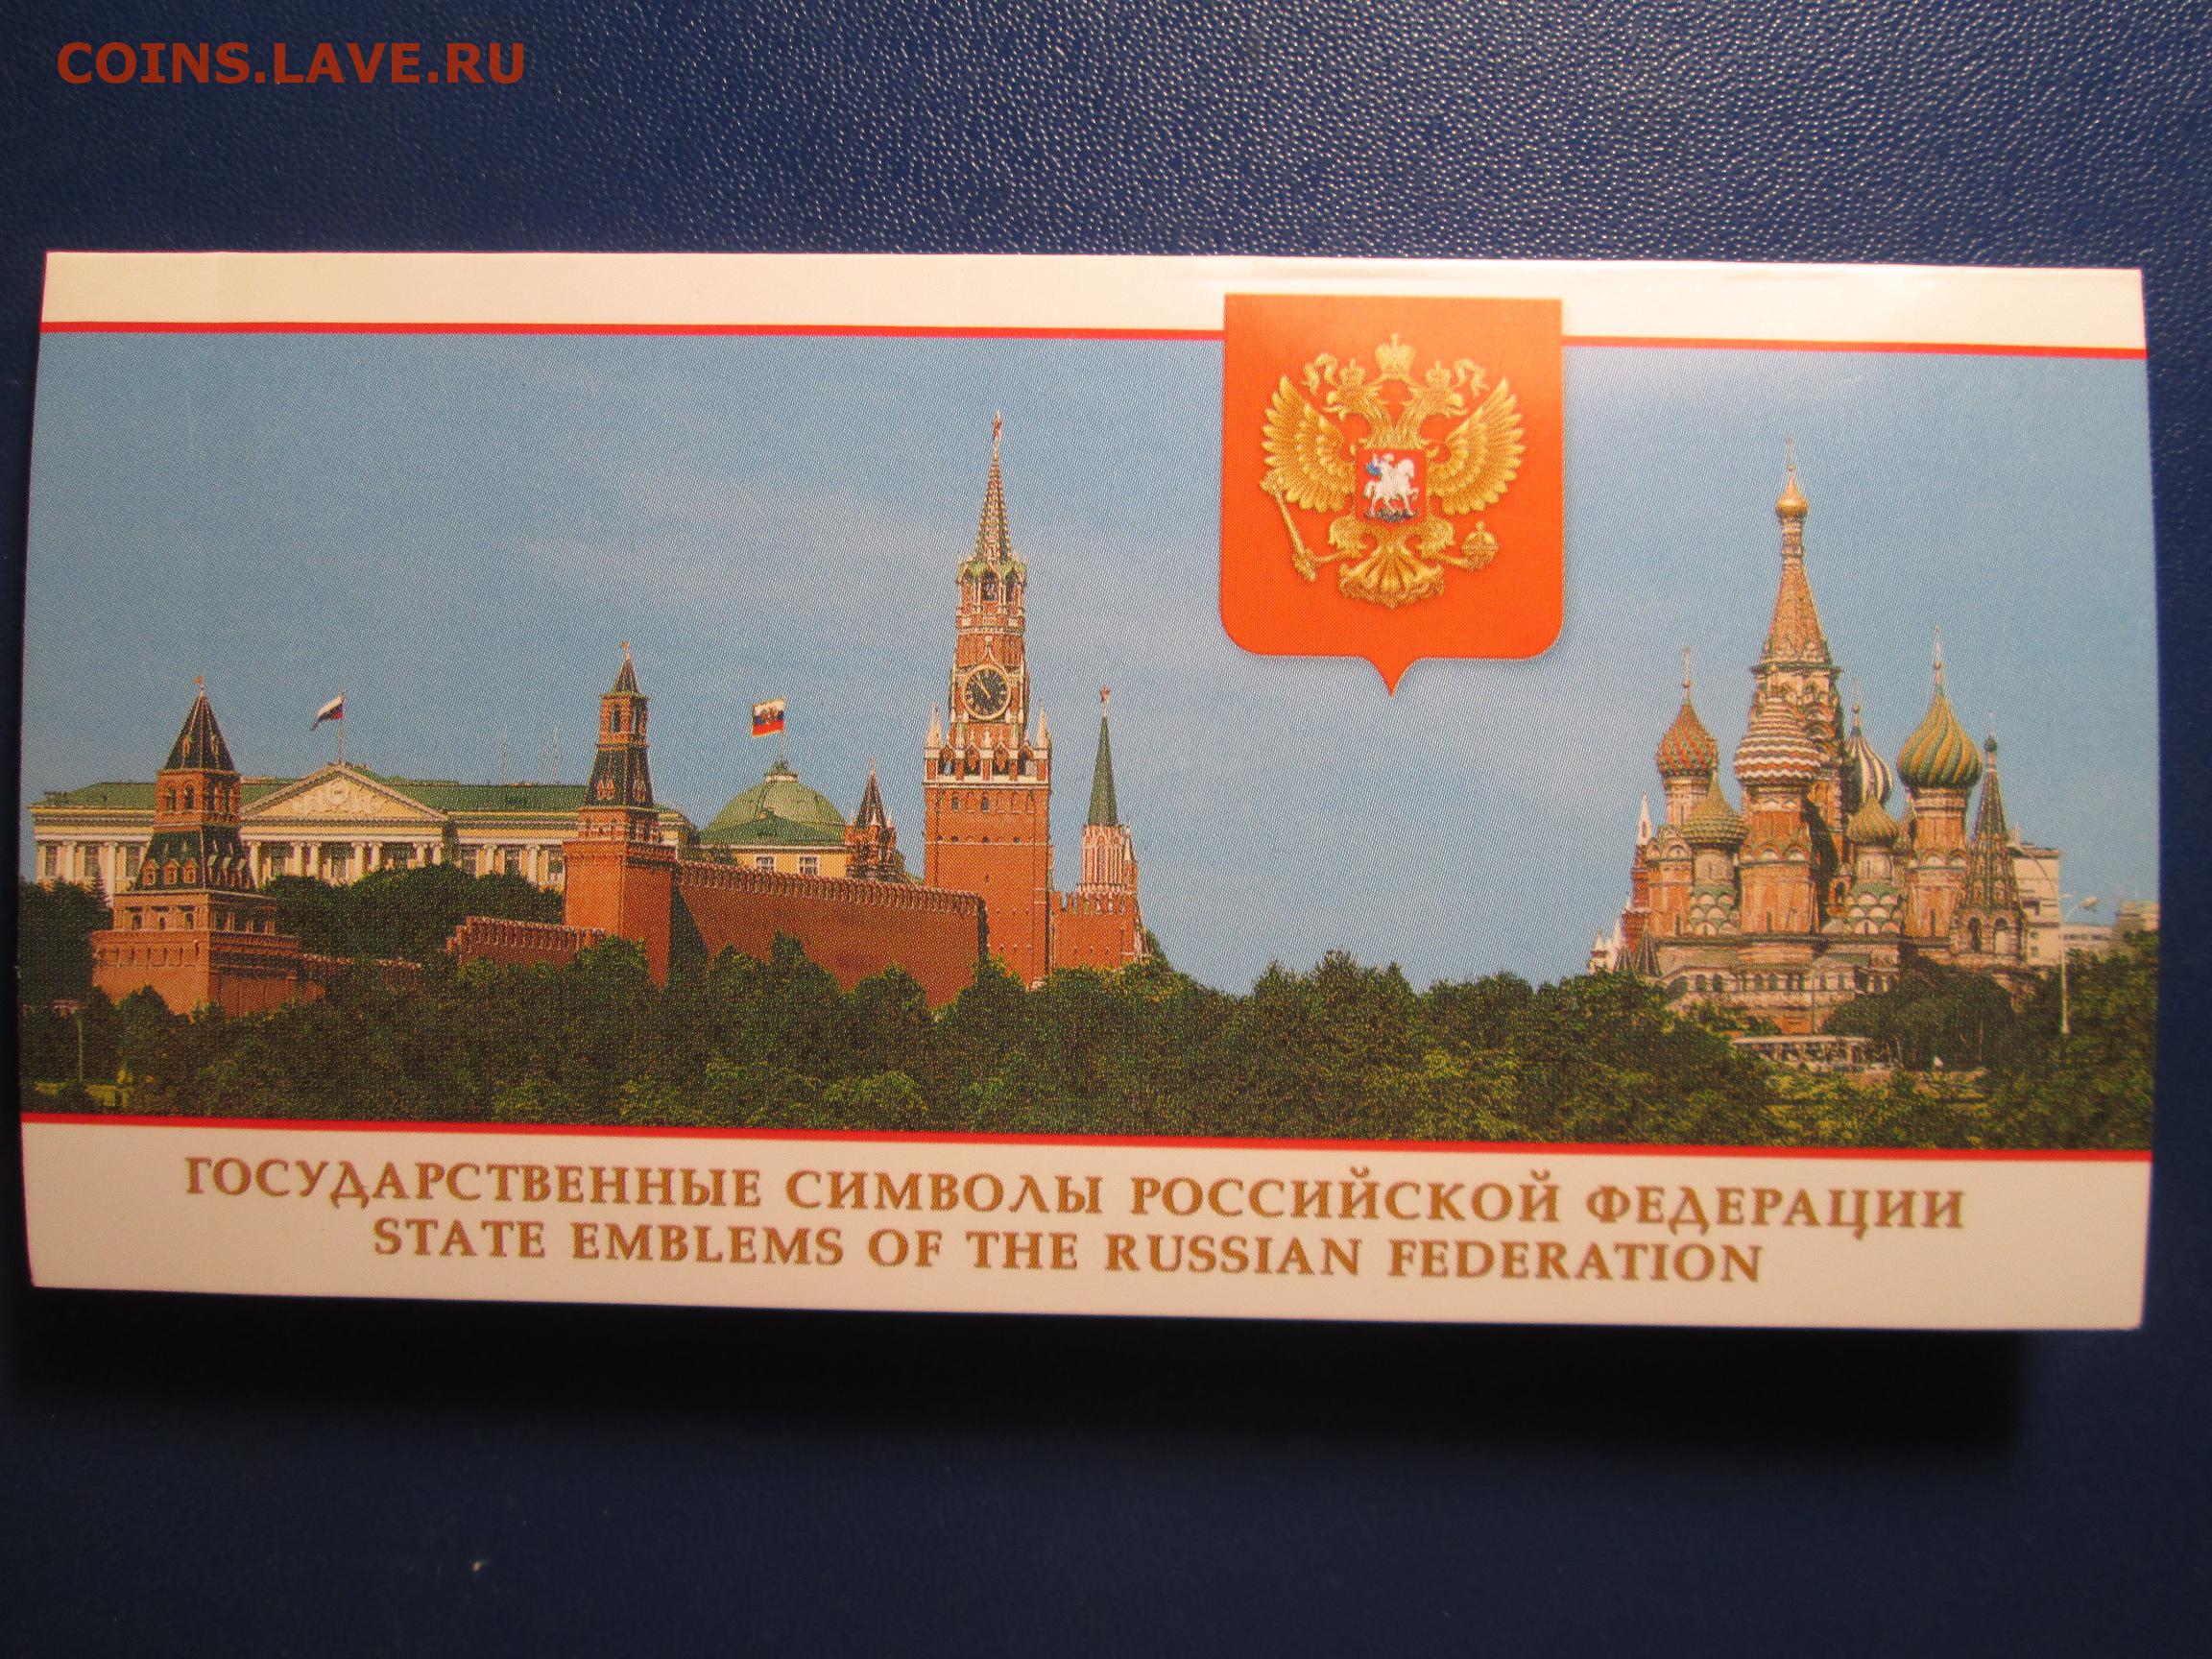 COINS.LAVE.RU
ГОСУДАРСТВЕННЫЕ СИМВОЛЫ РОССИЙСКОЙ ФЕДЕРАЦИИ
STATE EMBLEMS OF THE RUSSIAN FEDERATION